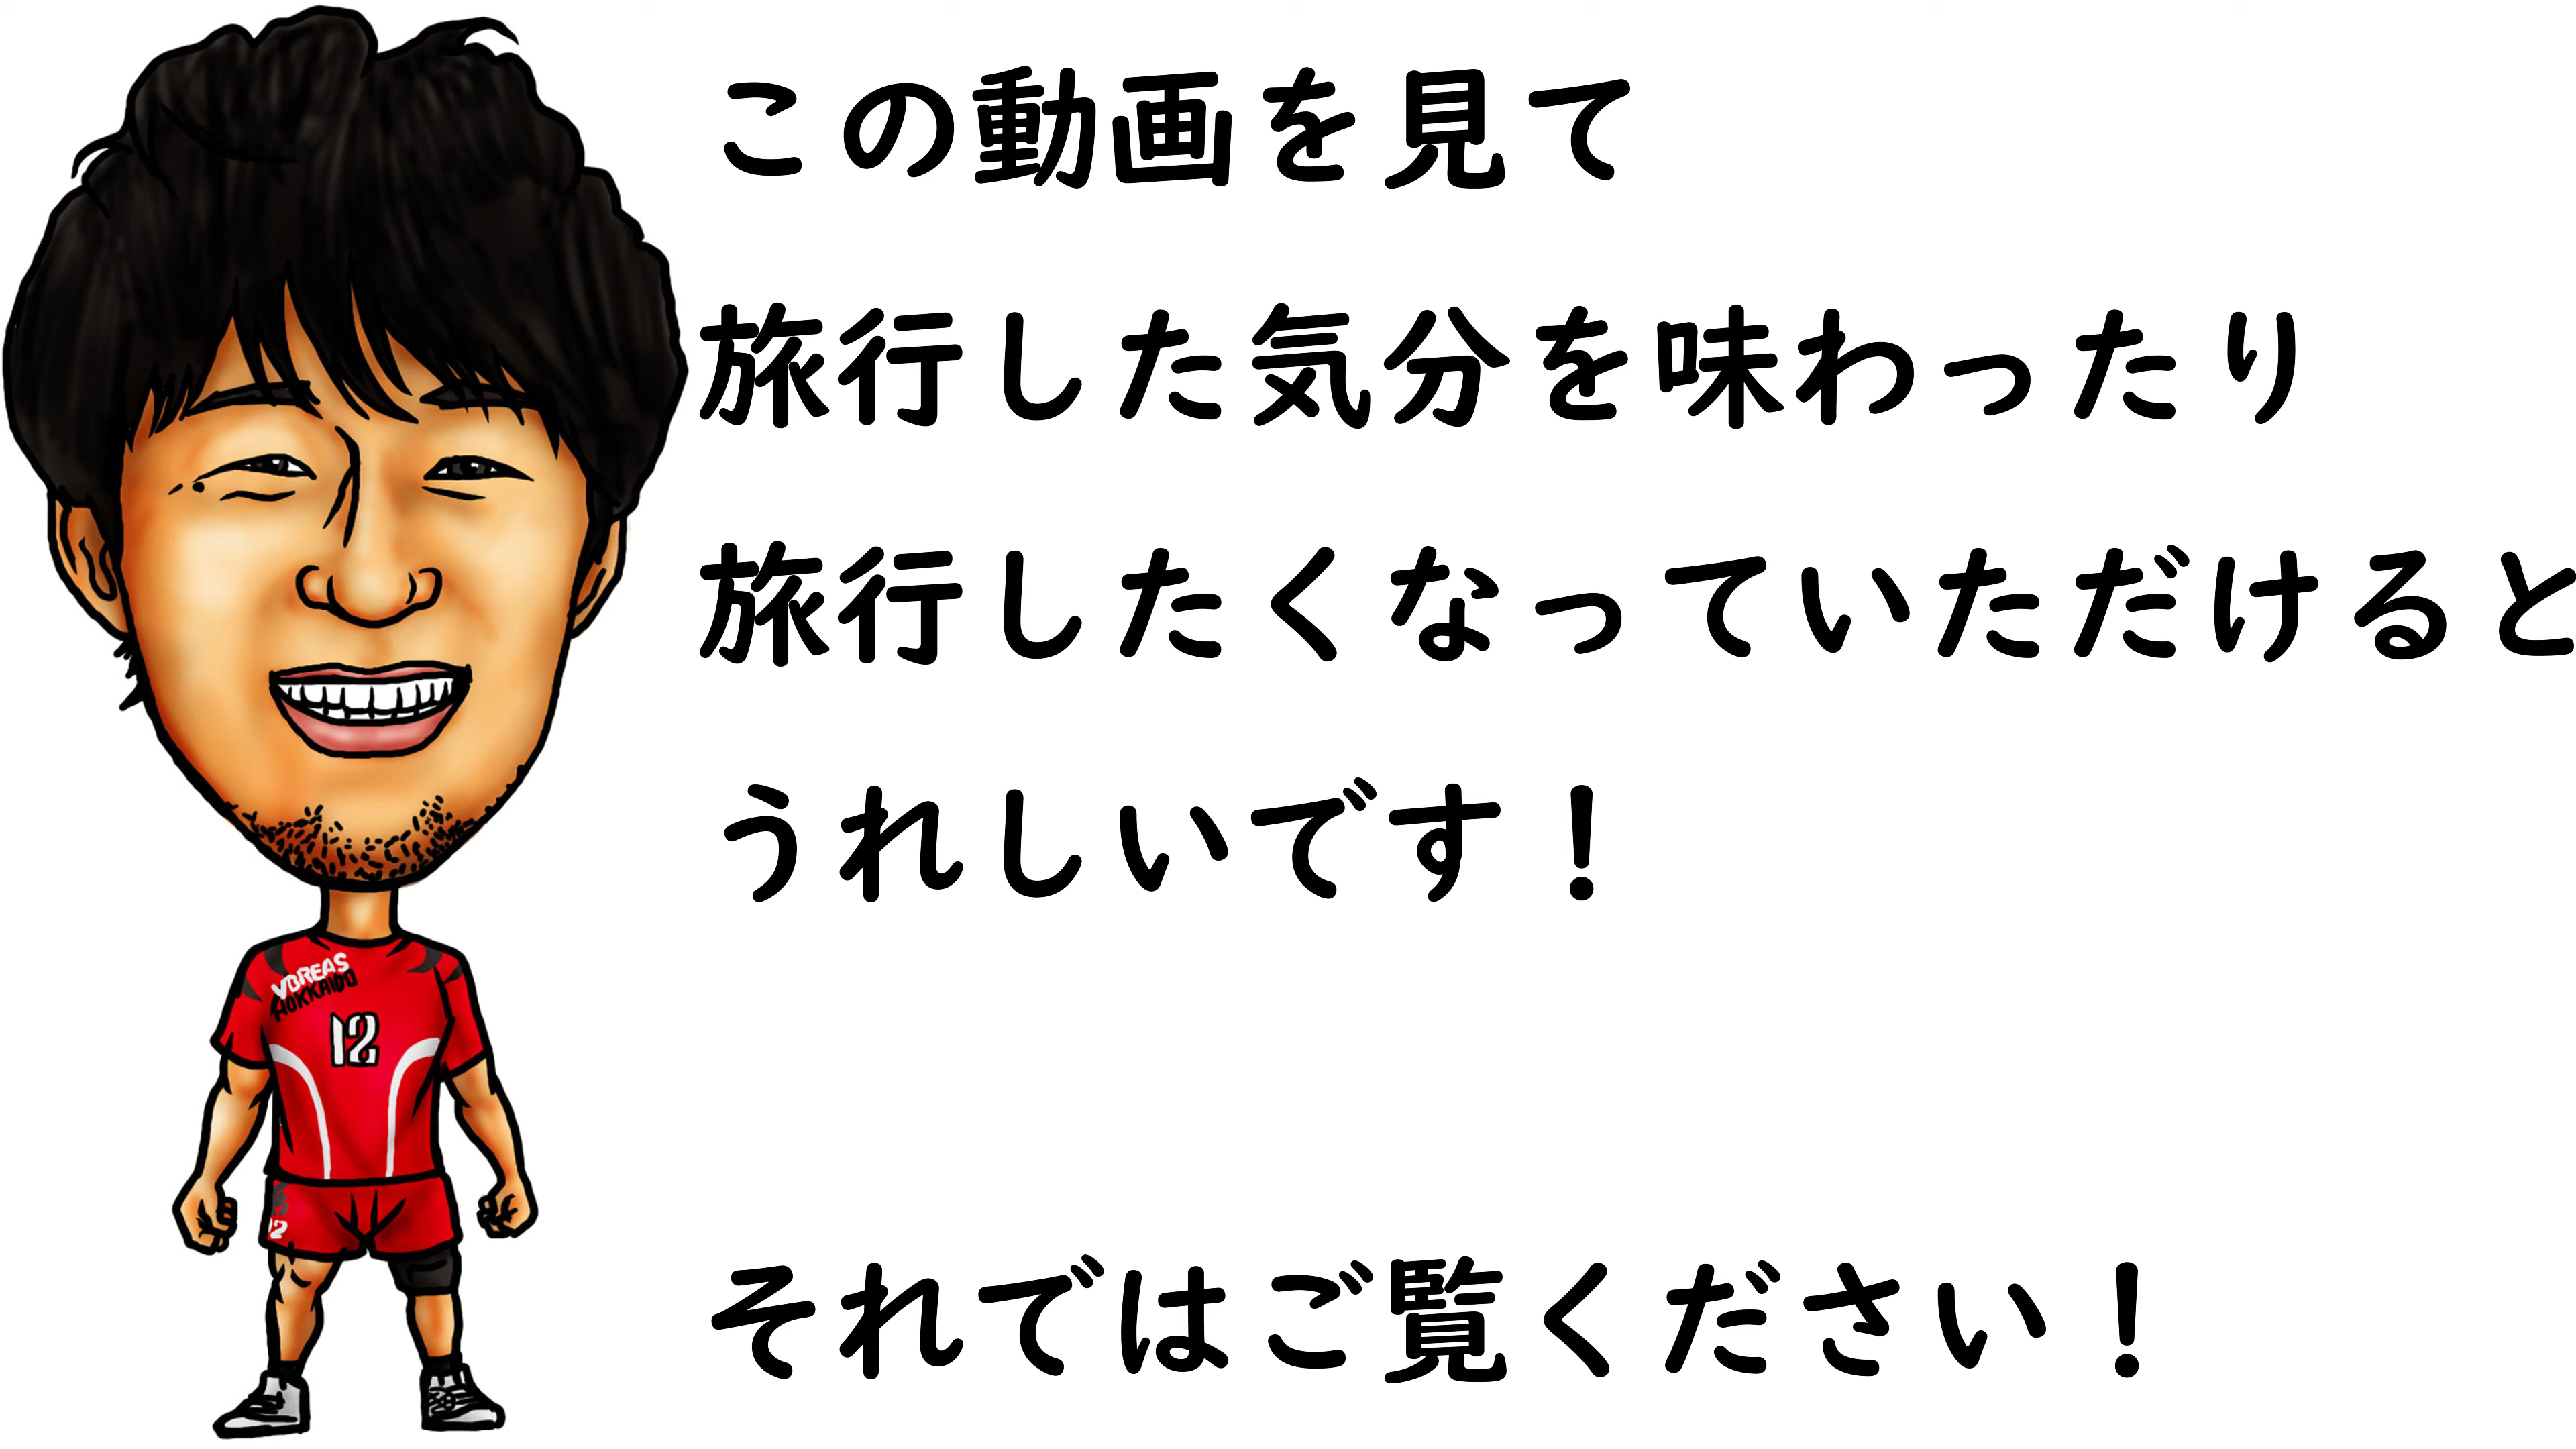 この動画を見て
旅行した気分を味わったり
旅行したくなっていただけると
うれしいです！
それではご覧ください！
VOREAS
HOKKAIDO
12
12